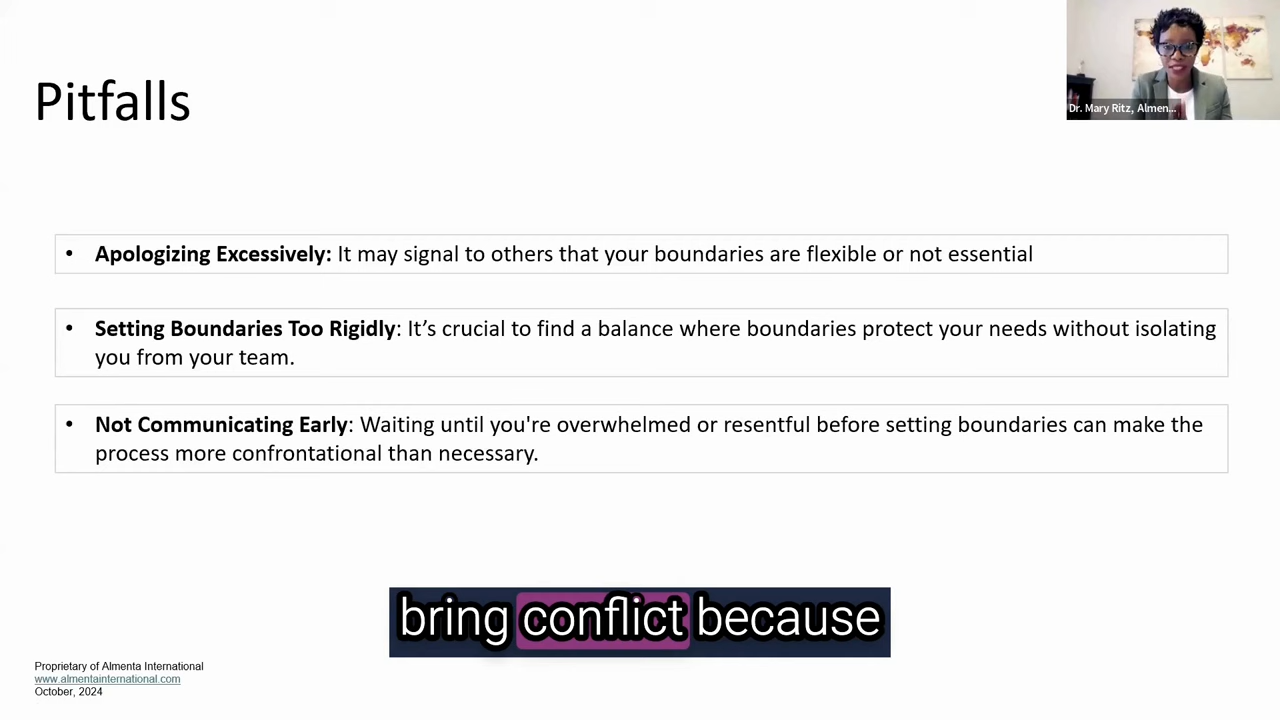 Dr. Mary Ritz, Almen...
Pitfalls
• Apologizing Excessively: It may signal to others that your boundaries are flexible or not essential
• Setting Boundaries Too Rigidly: It’s crucial to find a balance where boundaries protect your needs without isolating
you from your team.
• Not Communicating Early: Waiting until you're overwhelmed or resentful before setting boundaries can make the
process more confrontational than necessary.
bring conflict because
Proprietary of Almenta International
www.almentainternational.com
October, 2024